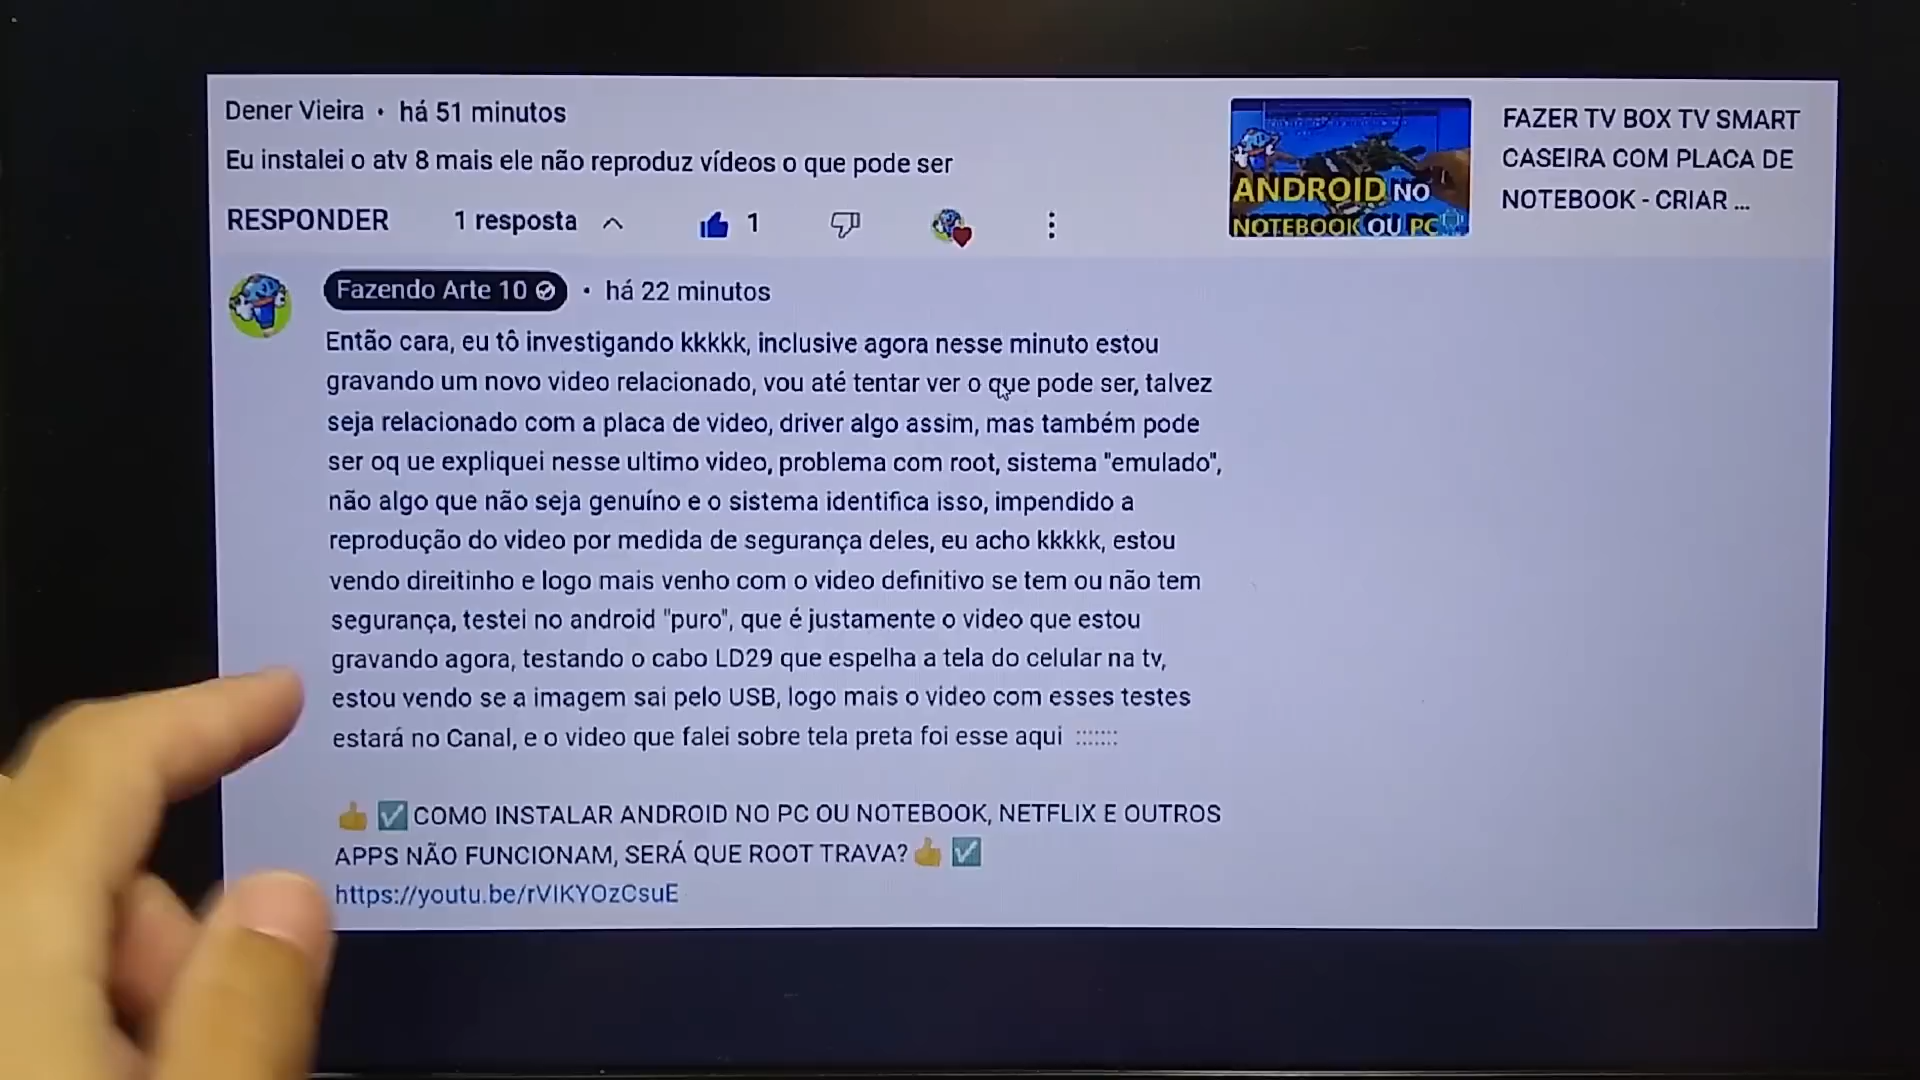 Dener Vieira • há 51 minutos
Eu instalei o atv 8 mais ele não reproduz vídeos o que pode ser
RESPONDER 1 resposta 1
ANDROID NO
NOTEBOOK OU PC
FAZER TV BOX TV SMART
CASEIRA COM PLACA DE
NOTEBOOK - CRIAR ...
Fazendo Arte 10 • há 22 minutos
Então cara, eu tô investigando kkkkk, inclusive agora nesse minuto estou
gravando um novo video relacionado, vou até tentar ver o que pode ser, talvez
seja relacionado com a placa de video, driver algo assim, mas também pode
ser oq ue expliquei nesse ultimo video, problema com root, sistema "emulado",
não algo que não seja genuíno e o sistema identifica isso, impendido a
reprodução do video por medida de segurança deles, eu acho kkkkk, estou
vendo direitinho e logo mais venho com o video definitivo se tem ou não tem
segurança, testei no android "puro", que é justamente o video que estou
gravando agora, testando o cabo LD29 que espelha a tela do celular na tv,
estou vendo se a imagem sai pelo USB, logo mais o video com esses testes
estará no Canal, e o video que falei sobre tela preta foi esse aqui :::::::
👍 ☑ COMO INSTALAR ANDROID NO PC OU NOTEBOOK, NETFLIX E OUTROS
APPS NÃO FUNCIONAM, SERÁ QUE ROOT TRAVA? 👍 ☑
https://youtu.be/rVIKYOzCsuE